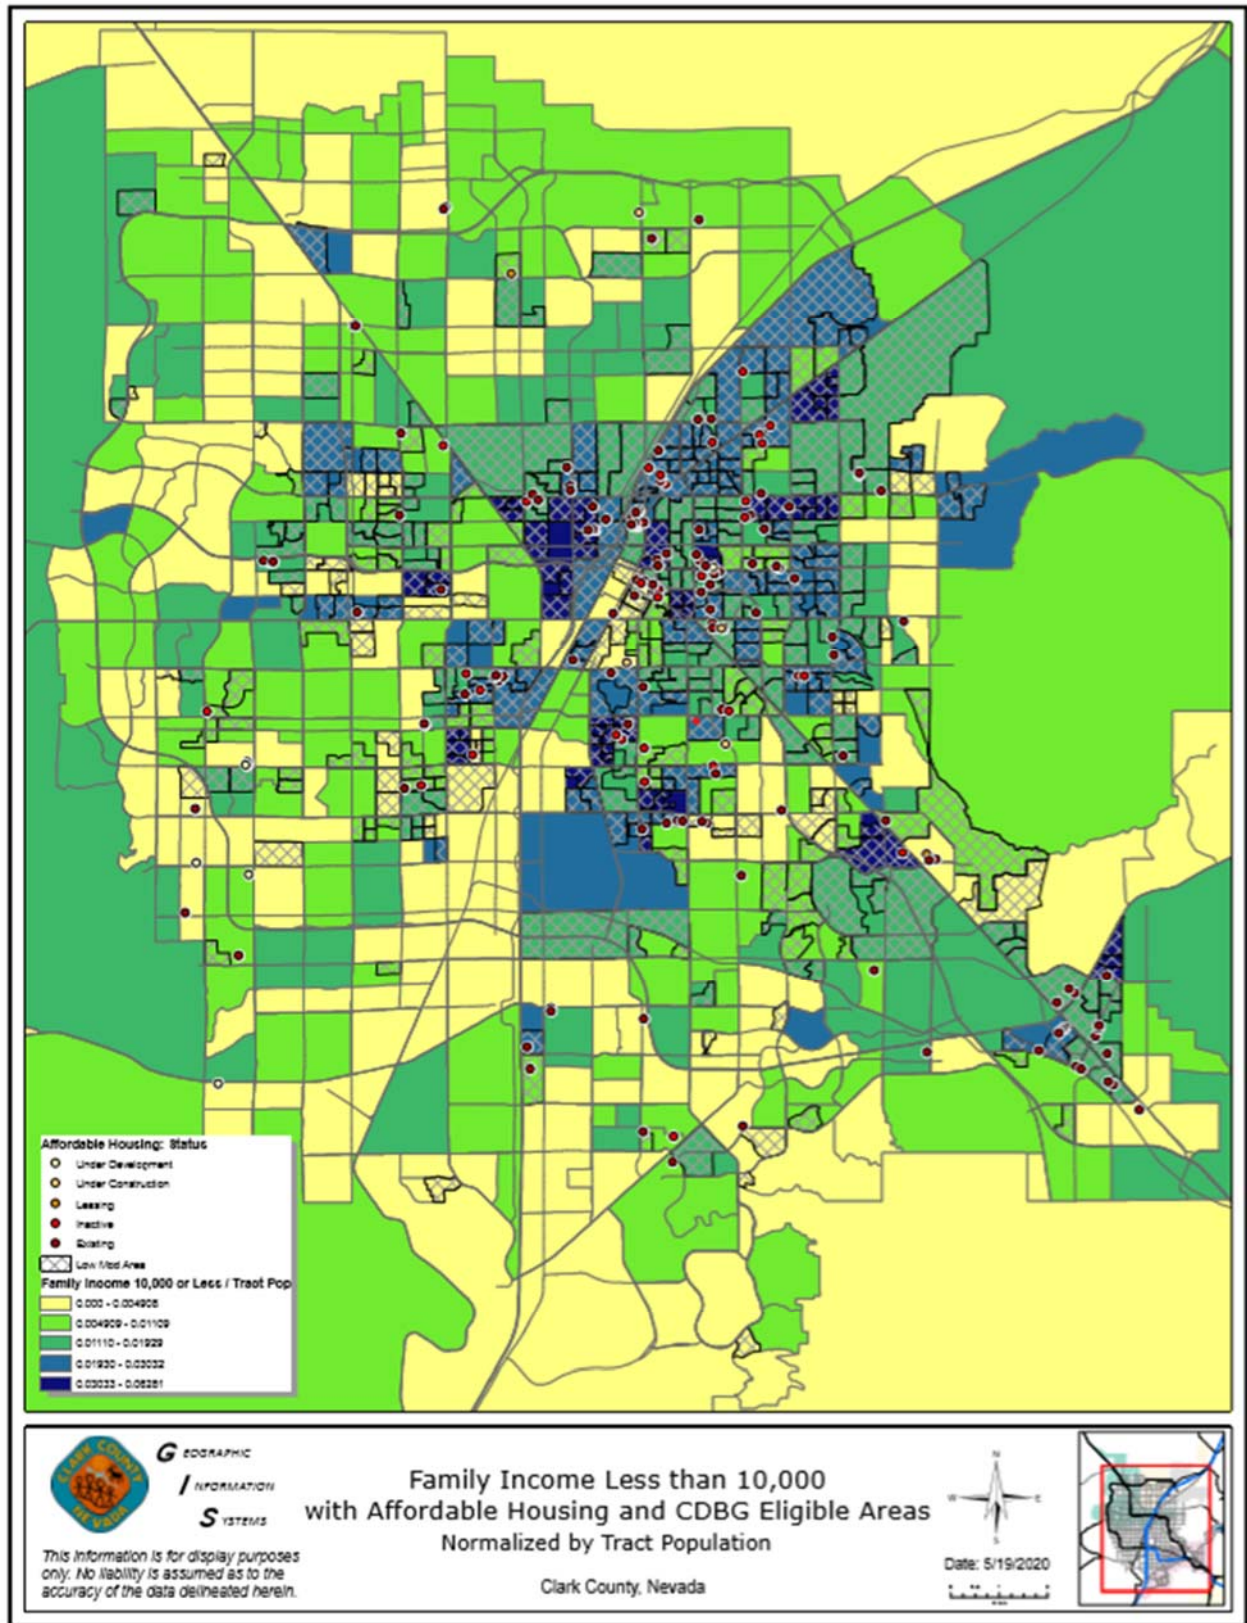 Affordable Housing: Status
Under Development
Under Construction
Leasing
Inactive
Existing
Low Mod Area
Family Income 10,000 or Less / Tract Pop
0.000 - 0.004908
0.004909 - 0.01109
0.01110 - 0.01929
0.01930 - 0.03032
0.03033 - 0.06281
CLARK COUNTY
NEVADA
GEOGRAPHIC
INFORMATION
SYSTEMS
This information is for display purposes
only. No liability is assumed as to the
accuracy of the data delineated herein.
Family Income Less than 10,000
with Affordable Housing and CDBG Eligible Areas
Normalized by Tract Population
Clark County, Nevada
N
W
E
S
Date: 5/19/2020